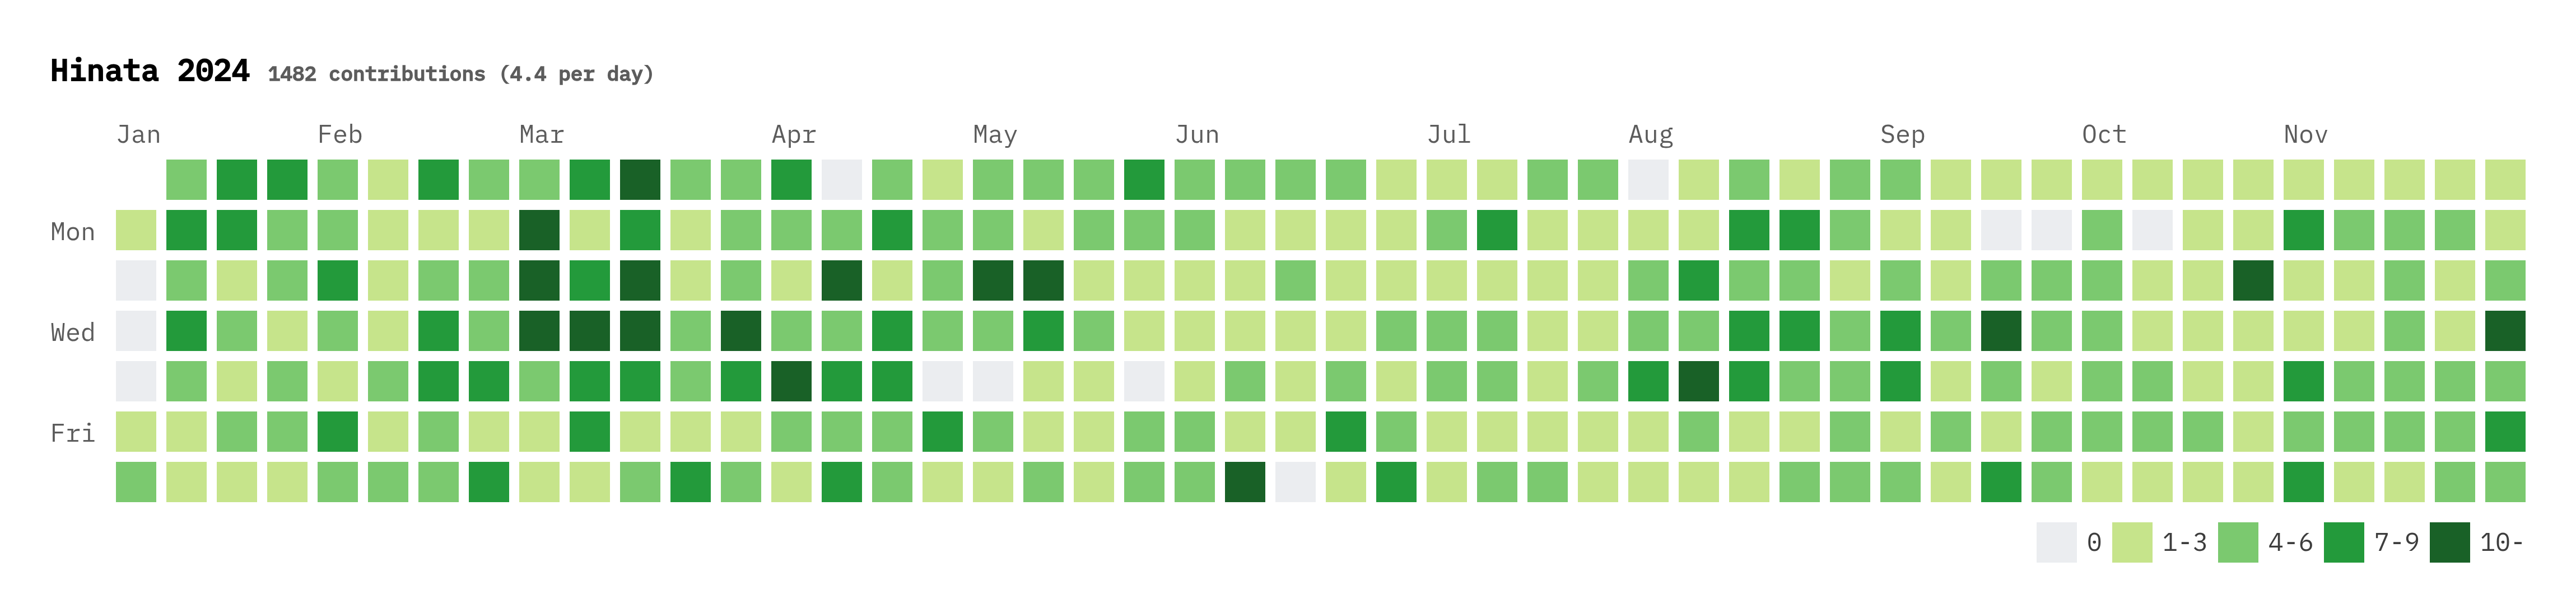 Hinata 2024 1482 contributions (4.4 per day)
Jan Feb Mar Apr May Jun Jul Aug Sep Oct Nov
Mon
Wed
Fri
0 1-3 4-6 7-9 10-